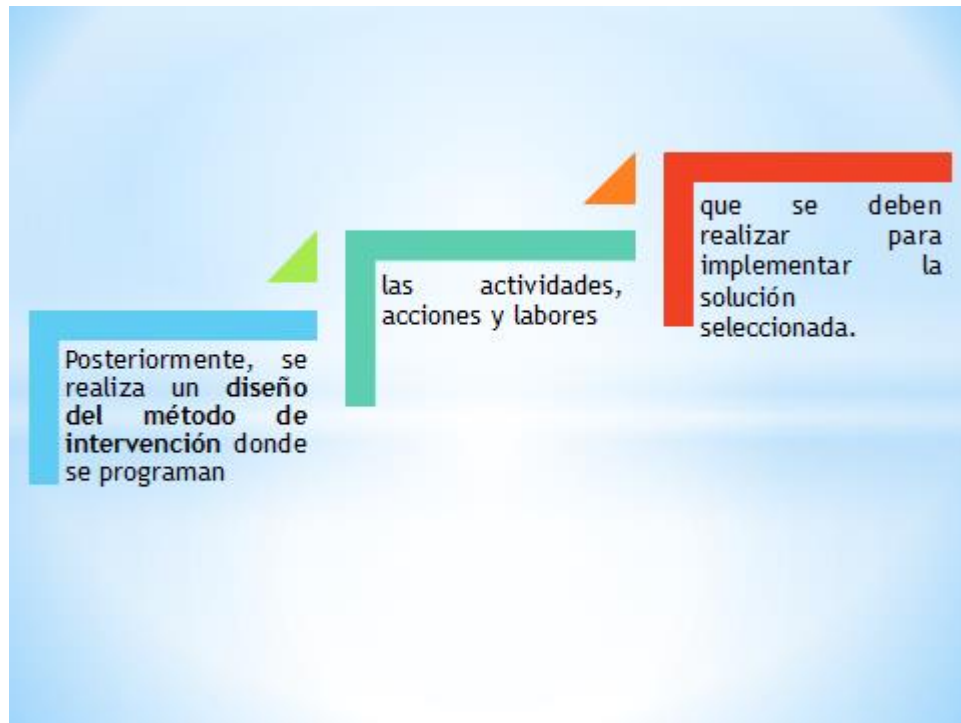 Posteriormente, se
realiza un diseño
del método de
intervención donde
se programan
las actividades,
acciones y labores
que se deben
realizar para
implementar la
solución
seleccionada.